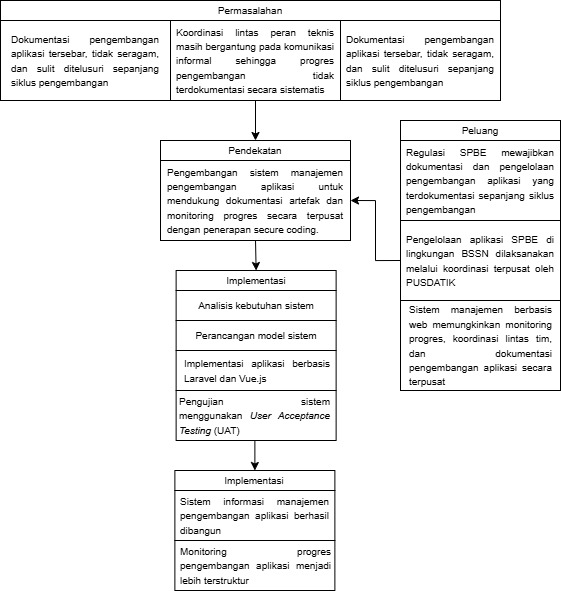 Permasalahan
Dokumentasi pengembangan
aplikasi tersebar, tidak seragam,
dan sulit ditelusuri sepanjang
siklus pengembangan
Koordinasi lintas peran teknis
masih bergantung pada komunikasi
informal sehingga progres
pengembangan tidak
terdokumentasi secara sistematis
Dokumentasi pengembangan
aplikasi tersebar, tidak seragam,
dan sulit ditelusuri sepanjang
siklus pengembangan
Pendekatan
Pengembangan sistem manajemen
pengembangan aplikasi untuk
mendukung dokumentasi artefak dan
monitoring progres secara terpusat
dengan penerapan secure coding.
Peluang
Regulasi SPBE mewajibkan
dokumentasi dan pengelolaan
pengembangan aplikasi yang
terdokumentasi sepanjang siklus
pengembangan
Pengelolaan aplikasi SPBE di
lingkungan BSSN dilaksanakan
melalui koordinasi terpusat oleh
PUSDATIK
Sistem manajemen berbasis
web memungkinkan monitoring
progres, koordinasi lintas tim,
dan dokumentasi
pengembangan aplikasi secara
terpusat
Implementasi
Analisis kebutuhan sistem
Perancangan model sistem
Implementasi aplikasi berbasis
Laravel dan Vue.js
Pengujian sistem
menggunakan User Acceptance
Testing (UAT)
Implementasi
Sistem informasi manajemen
pengembangan aplikasi berhasil
dibangun
Monitoring progres
pengembangan aplikasi menjadi
lebih terstruktur